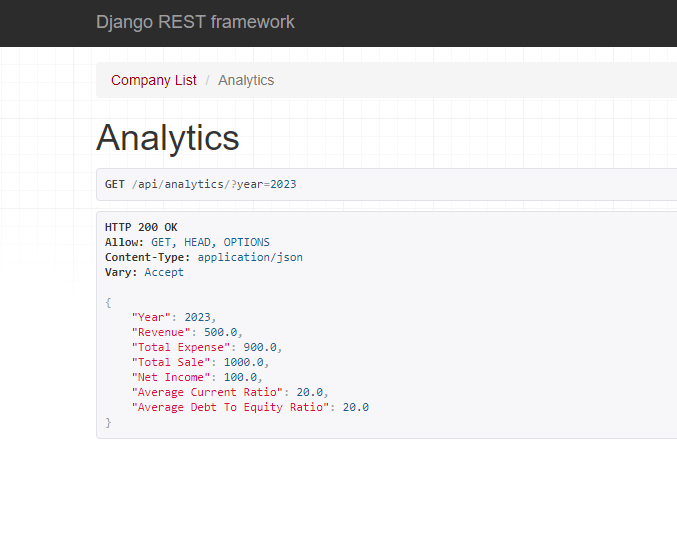 Django REST framework
Company List / Analytics
Analytics
GET /api/analytics/?year=2023
HTTP 200 OK
Allow: GET, HEAD, OPTIONS
Content-Type: application/json
Vary: Accept
{
    "Year": 2023,
    "Revenue": 500.0,
    "Total Expense": 900.0,
    "Total Sale": 1000.0,
    "Net Income": 100.0,
    "Average Current Ratio": 20.0,
    "Average Debt To Equity Ratio": 20.0
}